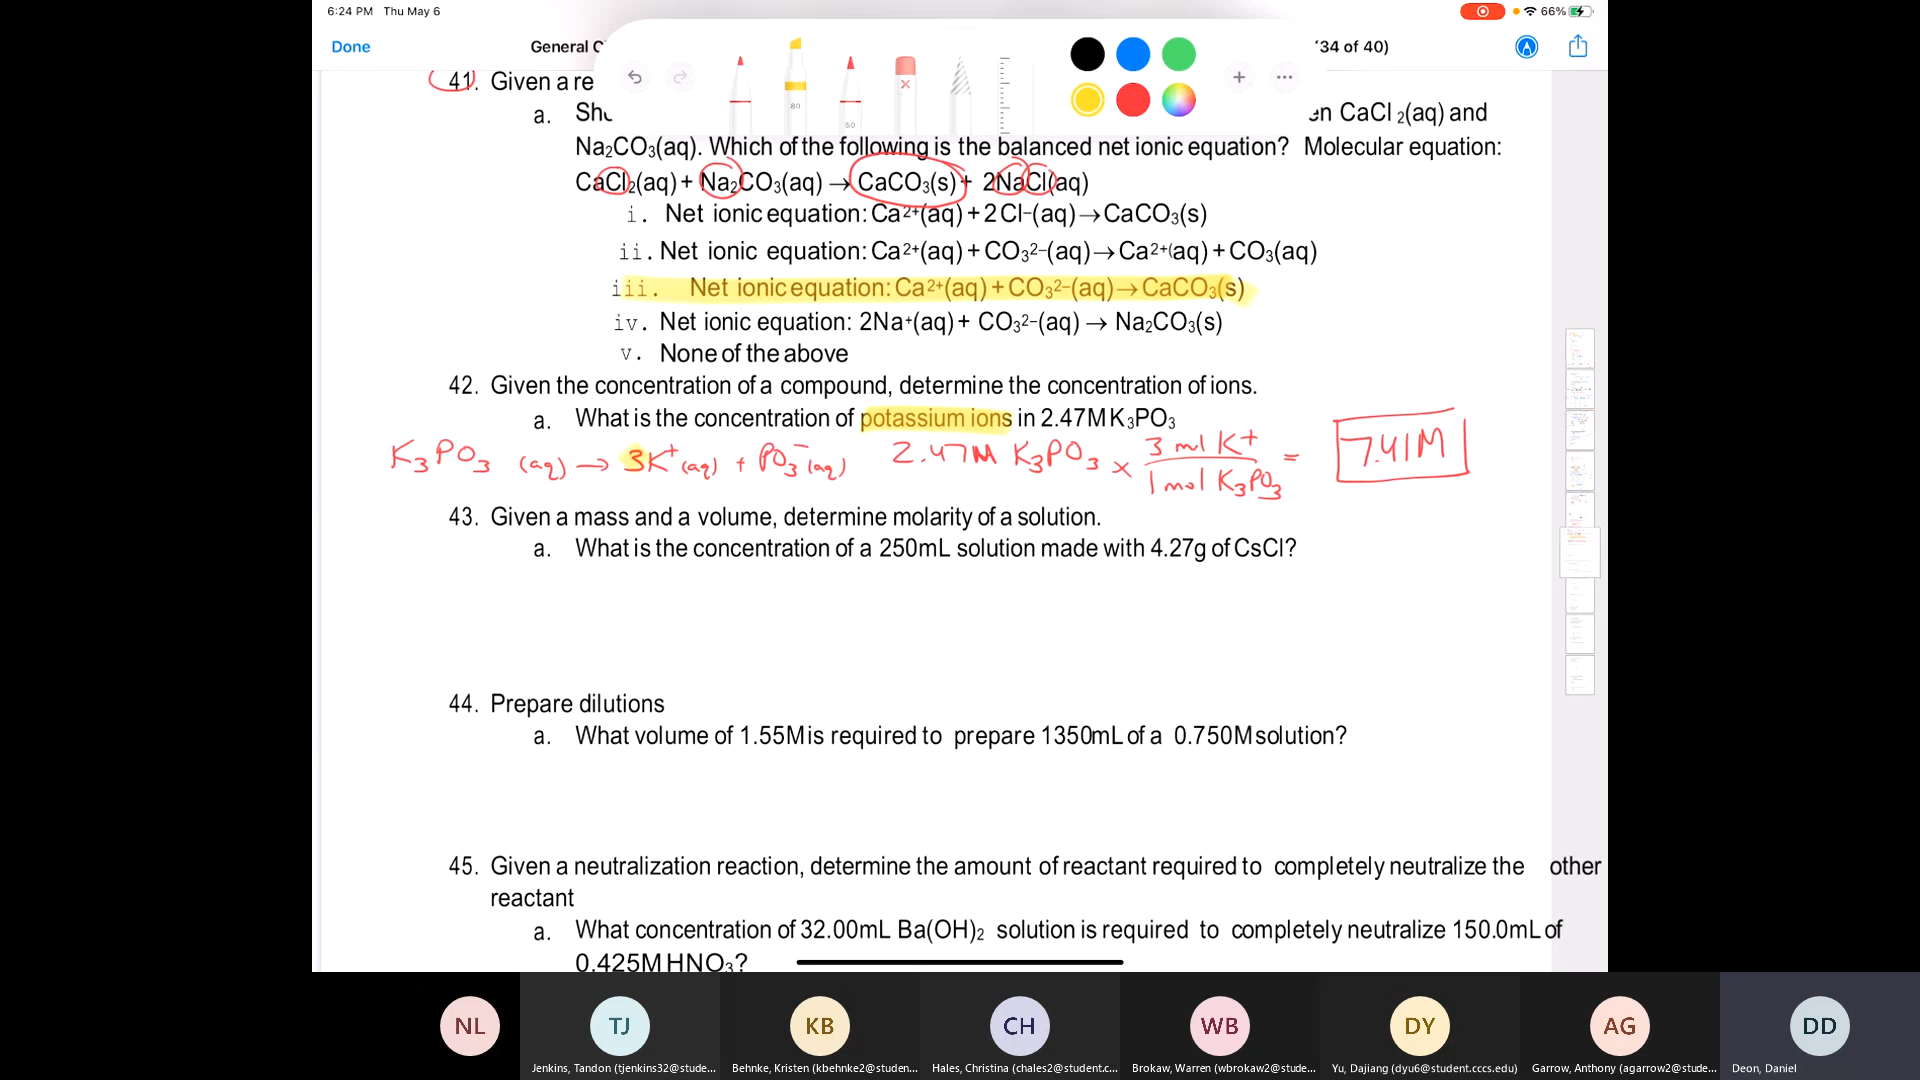 6:24 PM Thu May 6
66%
Done
General C
(34 of 40)
80
50
41. Given a re
a. Sho
en CaCl₂(aq) and
Na₂CO₃(aq). Which of the following is the balanced net ionic equation? Molecular equation:
CaCl₂(aq) + Na₂CO₃(aq) → CaCO₃(s) + 2NaCl(aq)
i. Net ionic equation: Ca²⁺(aq) + 2Cl⁻(aq) → CaCO₃(s)
ii. Net ionic equation: Ca²⁺(aq) + CO₃²⁻(aq) → Ca²⁺(aq) + CO₃(aq)
iii. Net ionic equation: Ca²⁺(aq) + CO₃²⁻(aq) → CaCO₃(s)
iv. Net ionic equation: 2Na⁺(aq) + CO₃²⁻(aq) → Na₂CO₃(s)
v. None of the above
42. Given the concentration of a compound, determine the concentration of ions.
a. What is the concentration of potassium ions in 2.47M K₃PO₃
K₃PO₃ (aq) → 3K⁺(aq) + PO₃⁻(aq) 2.47M K₃PO₃ × 3 ml K+ / 1 mol K₃PO₃ = 7.41M
43. Given a mass and a volume, determine molarity of a solution.
a. What is the concentration of a 250mL solution made with 4.27g of CsCl?
44. Prepare dilutions
a. What volume of 1.55M is required to prepare 1350mL of a 0.750M solution?
45. Given a neutralization reaction, determine the amount of reactant required to completely neutralize the other
reactant
a. What concentration of 32.00mL Ba(OH)₂ solution is required to completely neutralize 150.0mL of
0.425M HNO₃?
NL TJ KB CH WB DY AG DD
Jenkins, Tandon (tjenkins32@stude... Behnke, Kristen (kbehnke2@studen... Hales, Christina (chales2@student.c... Brokaw, Warren (wbrokaw2@stude... Yu, Dajiang (dyu6@student.cccs.edu) Garrow, Anthony (agarrow2@stude... Deon, Daniel